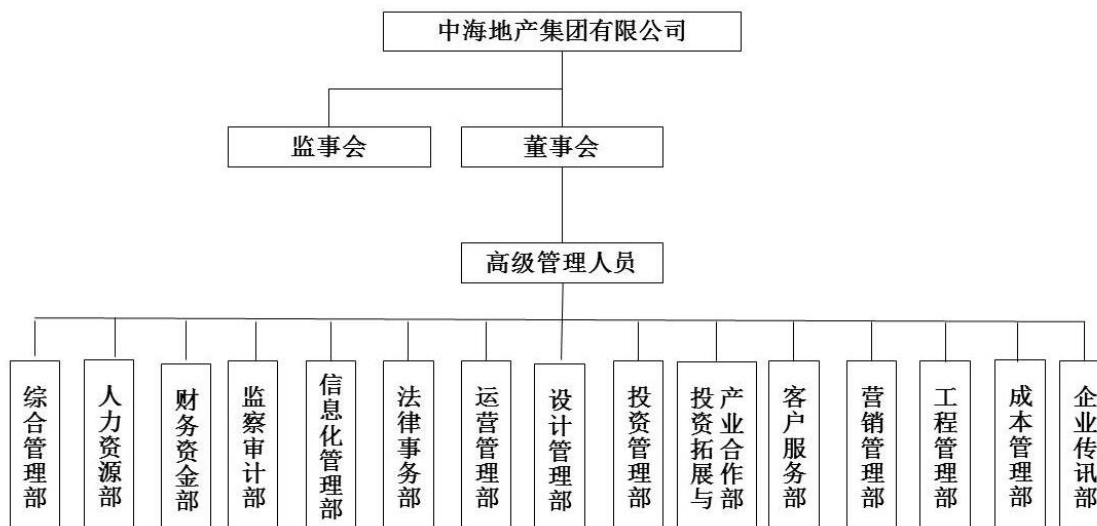 中海地产集团有限公司
监事会
董事会
高级管理人员
综合管理部
人力资源部
财务资金部
监察审计部
信息化管理部
法律事务部
运营管理部
设计管理部
投资管理部
投资拓展与
产业合作部
客户服务部
营销管理部
工程管理部
成本管理部
企业传讯部